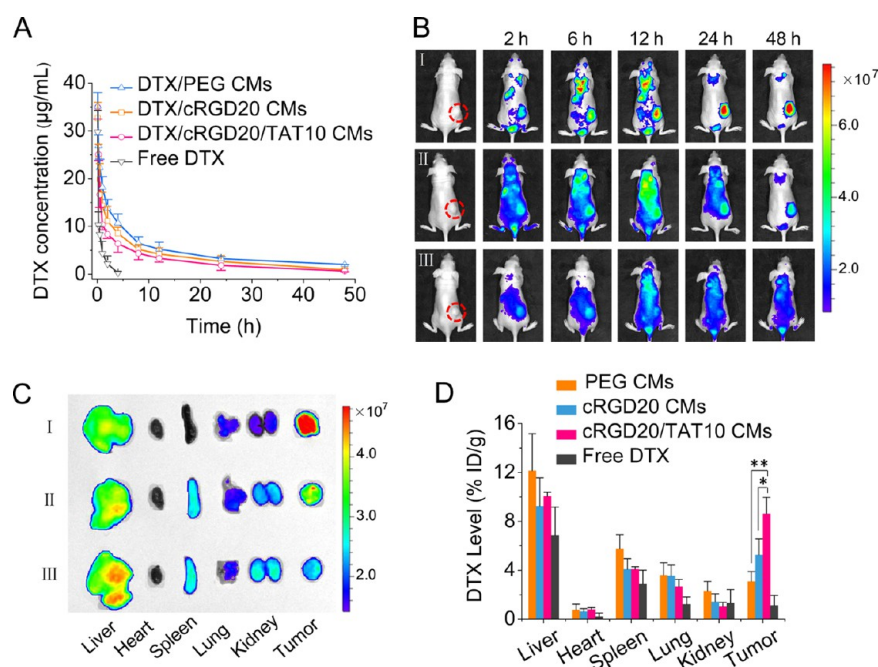 A
DTX concentration (μg/mL)
40
35
30
20
10
0
0
10
20
30
40
50
Time (h)
DTX/PEG CMs
DTX/cRGD20 CMs
DTX/cRGD20/TAT10 CMs
Free DTX
B
2 h 6 h 12 h 24 h 48 h
I
II
III
×10⁷
6.0
4.0
2.0
C
I
II
III
Liver Heart Spleen Lung Kidney Tumor
×10⁷
4.0
3.0
2.0
D
PEG CMs
cRGD20 CMs
cRGD20/TAT10 CMs
Free DTX
DTX Level (% ID/g)
16
12
8
4
0
**
*
Liver Heart Spleen Lung Kidney Tumor